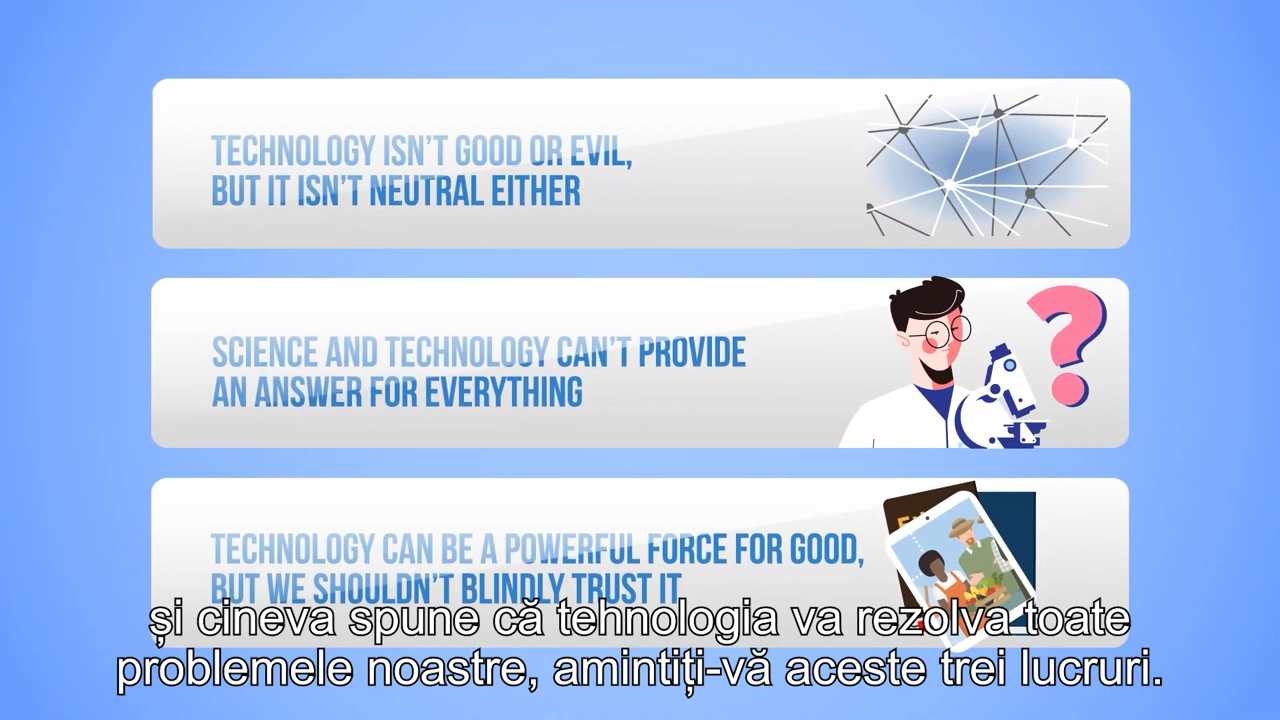 TECHNOLOGY ISN'T GOOD OR EVIL,
BUT IT ISN'T NEUTRAL EITHER
SCIENCE AND TECHNOLOGY CAN'T PROVIDE
AN ANSWER FOR EVERYTHING
TECHNOLOGY CAN BE A POWERFUL FORCE FOR GOOD,
BUT WE SHOULDN'T BLINDLY TRUST IT
și cineva spune că tehnologia va rezolva toate
problemele noastre, amintiți-vă aceste trei lucruri.